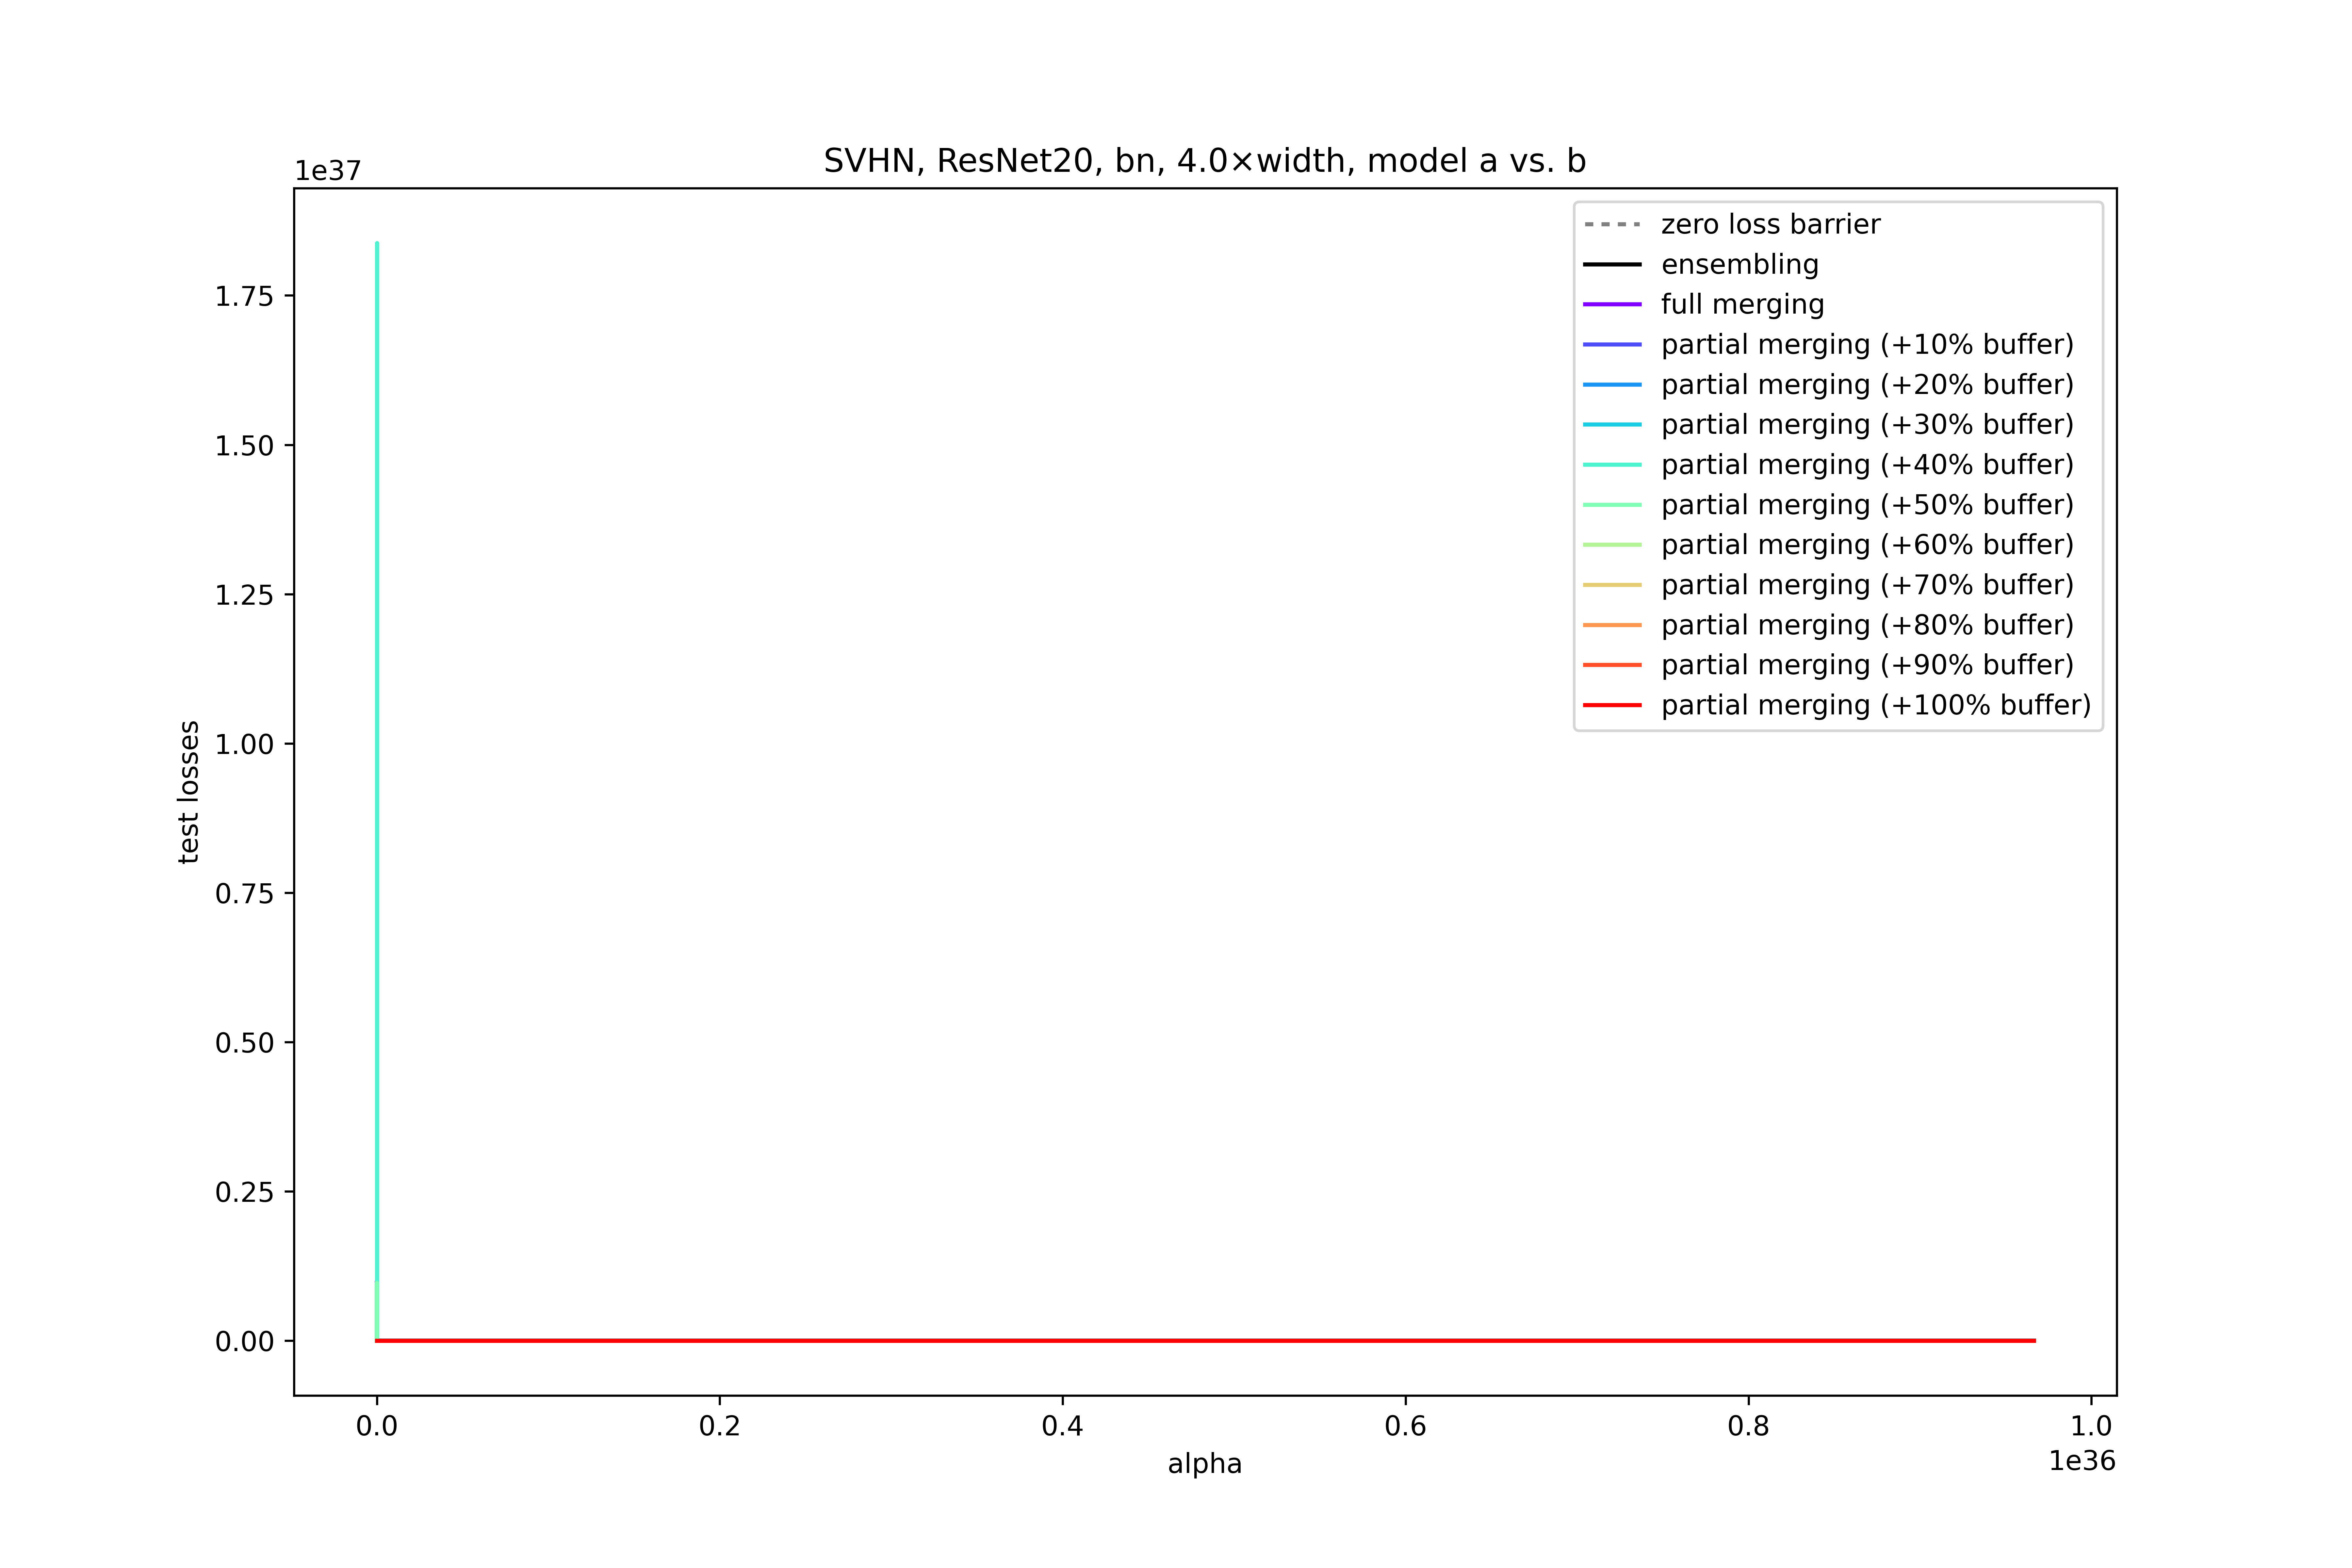 SVHN, ResNet20, bn, 4.0×width, model a vs. b
1e37
1.75
1.50
1.25
1.00
0.75
0.50
0.25
0.00
test losses
zero loss barrier
ensembling
full merging
partial merging (+10% buffer)
partial merging (+20% buffer)
partial merging (+30% buffer)
partial merging (+40% buffer)
partial merging (+50% buffer)
partial merging (+60% buffer)
partial merging (+70% buffer)
partial merging (+80% buffer)
partial merging (+90% buffer)
partial merging (+100% buffer)
0.0 0.2 0.4 0.6 0.8 1.0
1e36
alpha